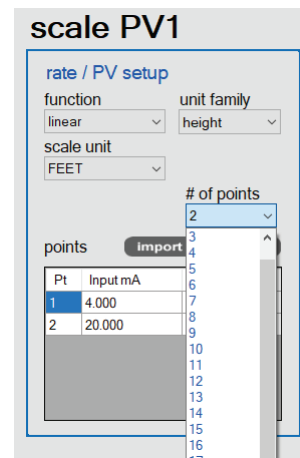 scale PV1
rate / PV setup
function unit family
linear height
scale unit
FEET
# of points
2
points import
Pt Input mA
1 4.000
2 20.000
3
4
5
6
7
8
9
10
11
12
13
14
15
16
17